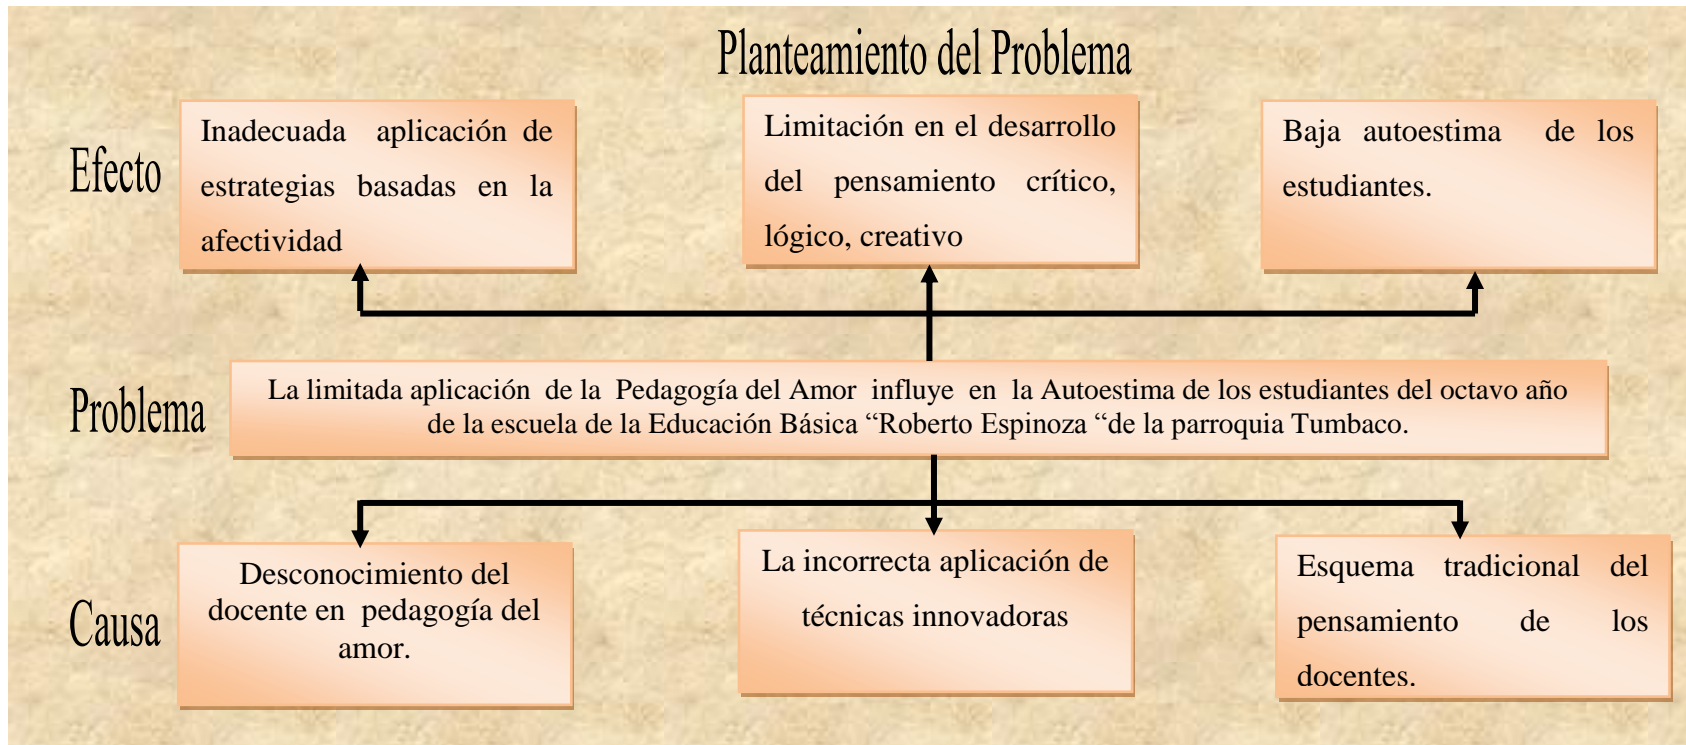 Planteamiento del Problema
Efecto
Inadecuada aplicación de
estrategias basadas en la
afectividad
Limitación en el desarrollo
del pensamiento crítico,
lógico, creativo
Baja autoestima de los
estudiantes.
Problema
La limitada aplicación de la Pedagogía del Amor influye en la Autoestima de los estudiantes del octavo año
de la escuela de la Educación Básica “Roberto Espinoza “de la parroquia Tumbaco.
Causa
Desconocimiento del
docente en pedagogía del
amor.
La incorrecta aplicación de
técnicas innovadoras
Esquema tradicional del
pensamiento de los
docentes.